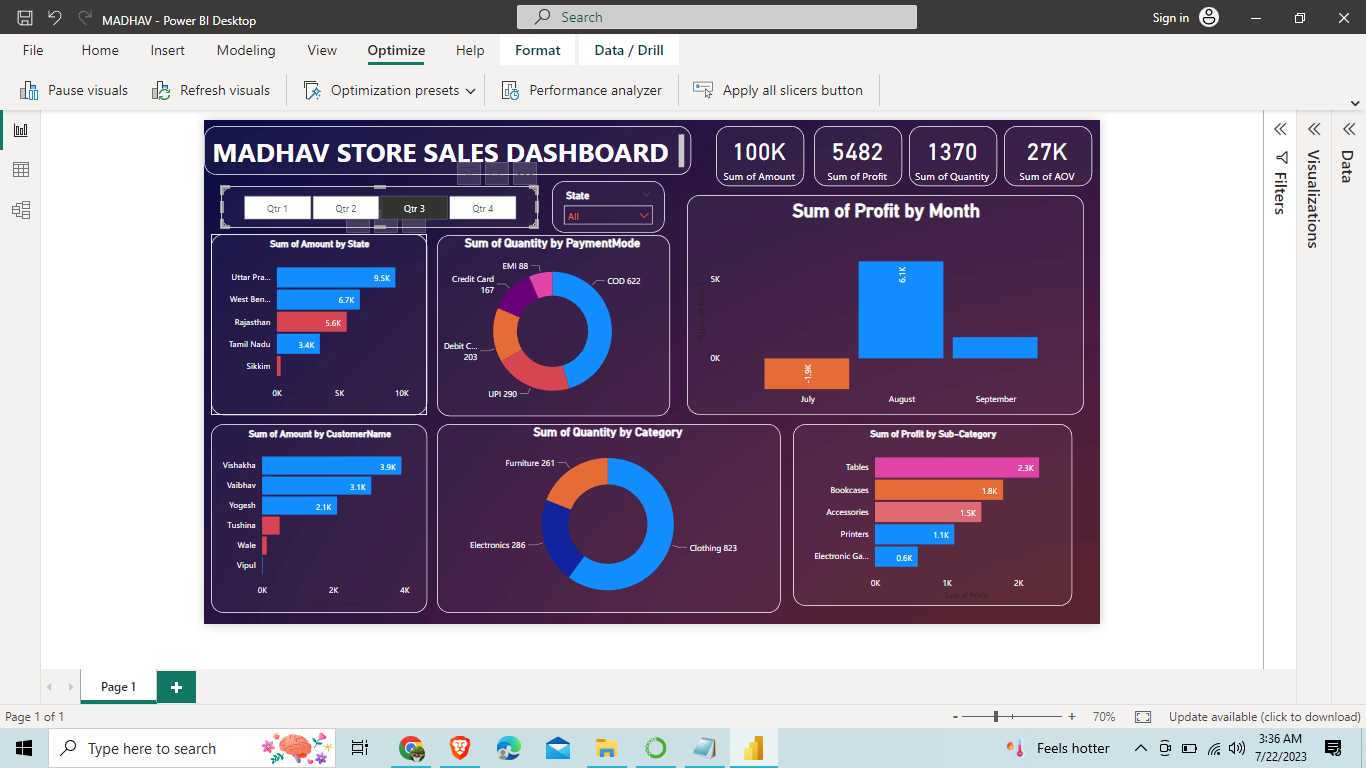 MADHAV - Power BI Desktop
Search
Sign in
File Home Insert Modeling View Optimize Help Format Data / Drill
Pause visuals Refresh visuals Optimization presets Performance analyzer Apply all slicers button
MADHAV STORE SALES DASHBOARD
100K
Sum of Amount
5482
Sum of Profit
1370
Sum of Quantity
27K
Sum of AOV
Qtr 1 Qtr 2 Qtr 3 Qtr 4
State
All
Sum of Amount by State
Uttar Pra... 9.5K
West Ben... 6.7K
Rajasthan 5.6K
Tamil Nadu 3.4K
Sikkim
0K 5K 10K
Sum of Quantity by PaymentMode
EMI 88
COD 622
Credit Card
167
Debit C...
203
UPI 290
Sum of Profit by Month
5K
6.1K
0K
-1.9K
July August September
Sum of Amount by CustomerName
Vishakha 3.9K
Vaibhav 3.1K
Yogesh 2.1K
Tushina
Wale
Vipul
0K 2K 4K
Sum of Quantity by Category
Furniture 261
Electronics 286
Clothing 823
Sum of Profit by Sub-Category
Tables 2.3K
Bookcases 1.8K
Accessories 1.5K
Printers 1.1K
Electronic Ga... 0.6K
0K 1K 2K
Sum of Profit
Filters
Visualizations
Data
Page 1
Page 1 of 1
- + 70%
Update available (click to download)
Type here to search
Feels hotter
3:36 AM
7/22/2023